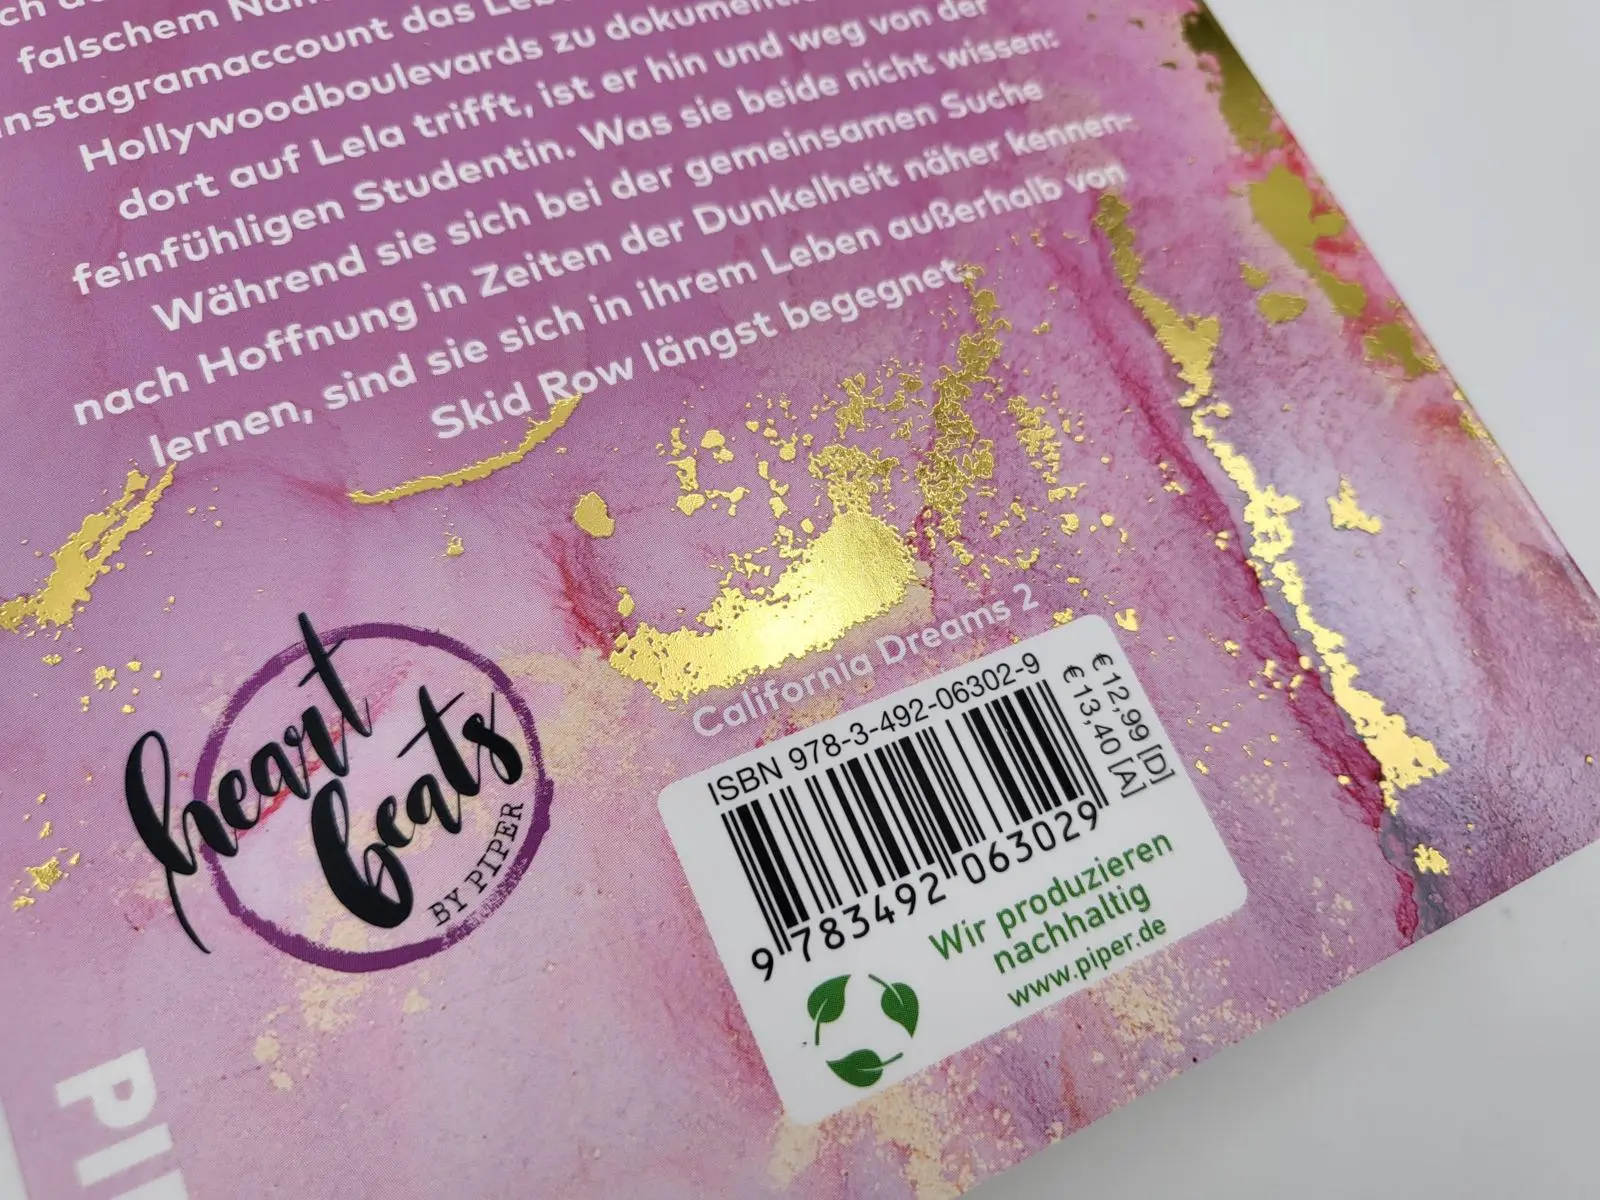 falschem
Instagramaccount das
Hollywoodboulevards zu
dort auf Lela trifft, ist er hin und weg von der
feinfühligen Studentin. Was sie beide nicht wissen:
Während sie sich bei der gemeinsamen Suche
nach Hoffnung in Zeiten der Dunkelheit näher kennen-
lernen, sind sie sich in ihrem Leben außerhalb von
Skid Row längst begegnet.
California Dreams 2
heart
beats
BY PIPER
ISBN 978-3-492-06302-9
€ 12,99 [D]
€ 13,40 [A]
9 783492 063029
Wir produzieren
nachhaltig
www.piper.de